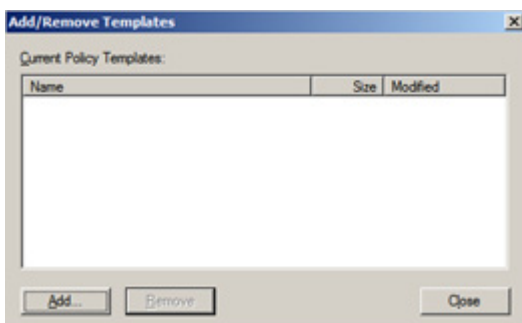 Add/Remove Templates
Current Policy Templates:
Name Size Modified
Add... Remove Close